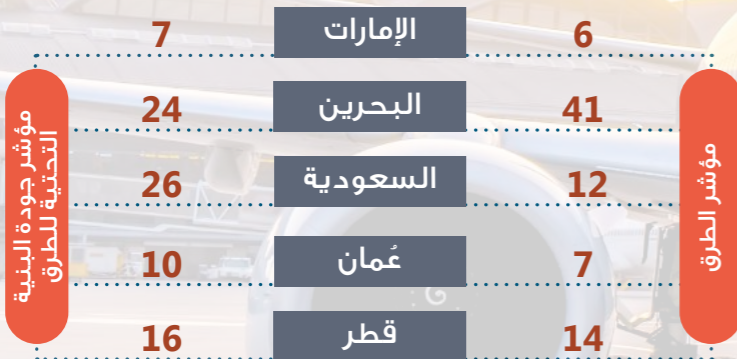 6 الإمارات 7
41 البحرين 24
12 السعودية 26
7 عُمان 10
14 قطر 16
مؤشر الطرق
مؤشر جودة البنية
التحتية للطرق